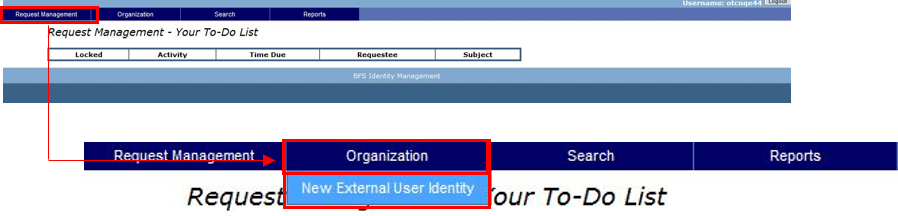 Username: otcnqe44 Logout
Request Management Organization Search Reports
Request Management - Your To-Do List
Locked Activity Time Due Requestee Subject
BFS Identity Management
Request Management Organization Search Reports
New External User Identity
Request Your To-Do List